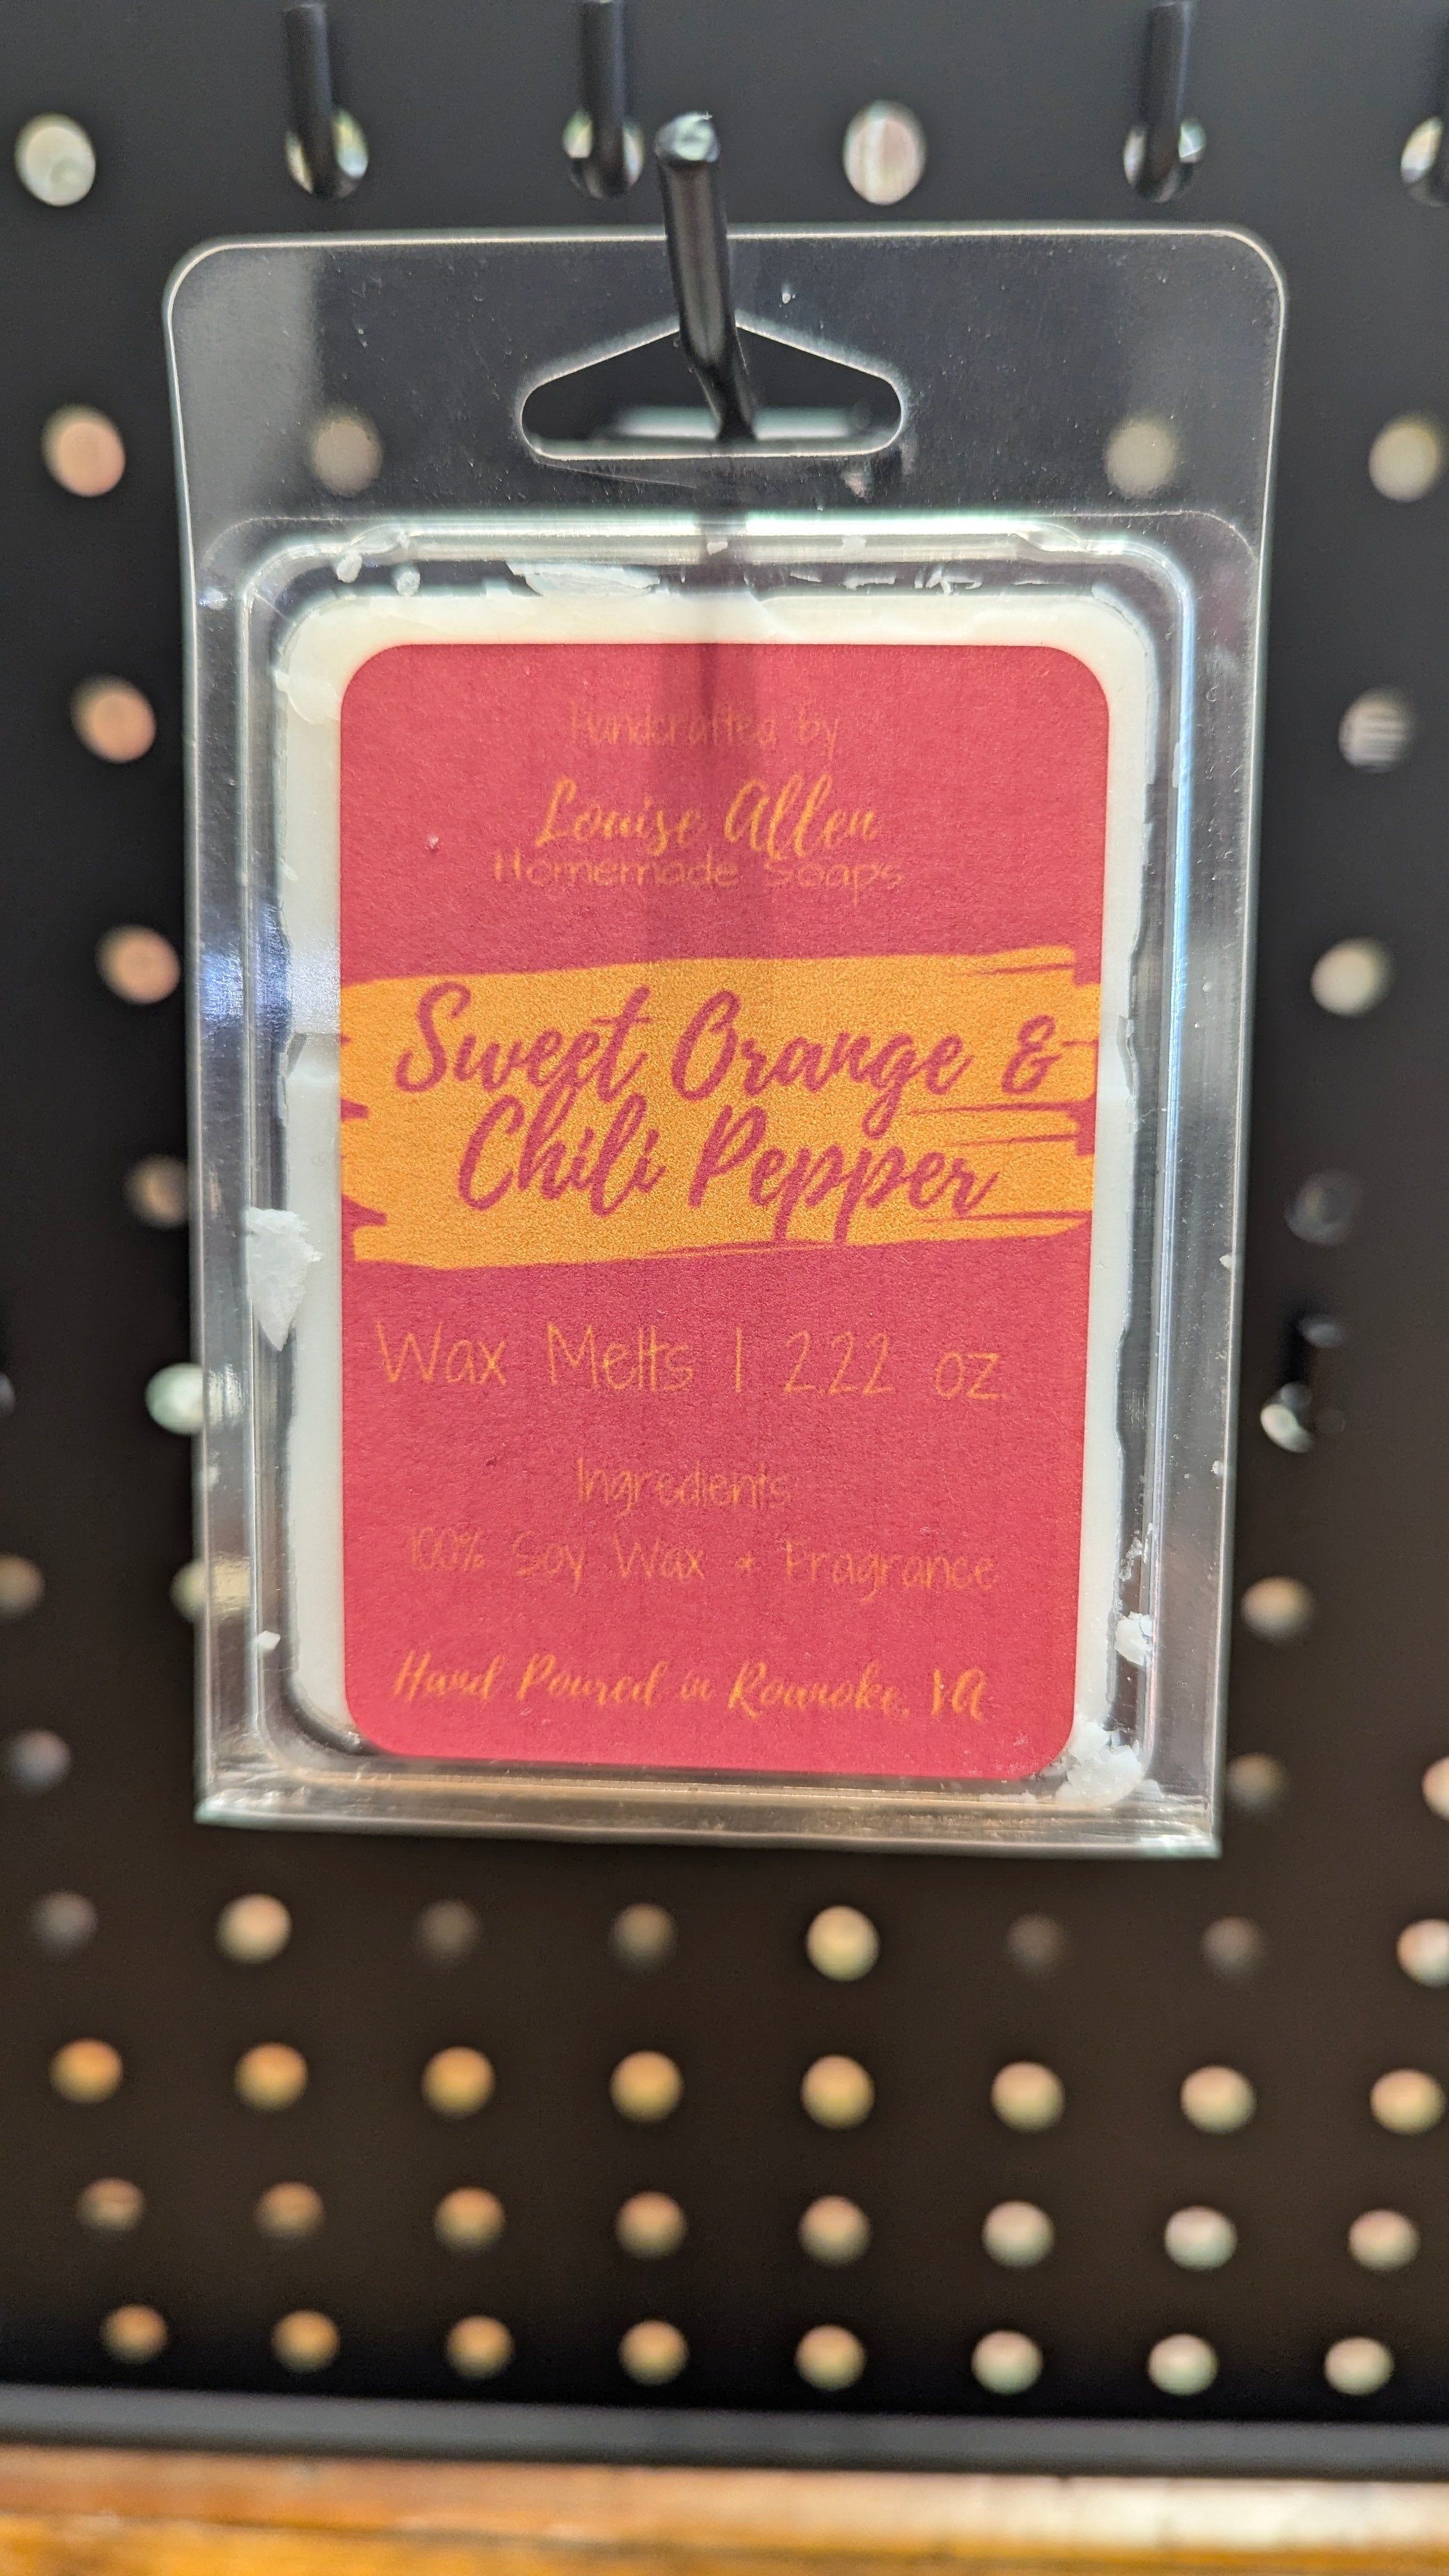 Handcrafted by
Louise Allen
Homemade Soaps
Sweet Orange &
Chili Pepper
Wax Melts | 2.22 oz.
Ingredients:
100% Soy Wax + Fragrance
Hand Poured in Roanoke, VA